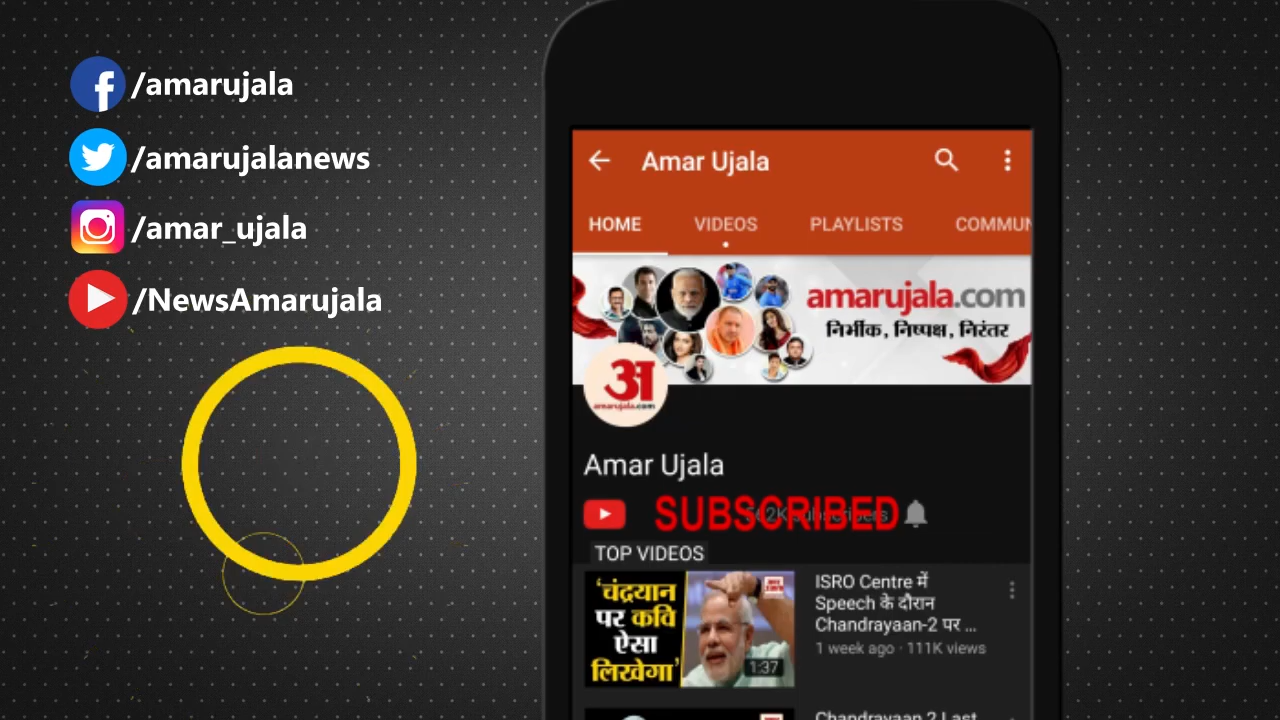 /amarujala
/amarujalanews
/amar_ujala
/NewsAmarujala
Amar Ujala
HOME VIDEOS PLAYLISTS COMMUN
amarujala.com
निर्भीक, निष्पक्ष, निरंतर
अ
amarujala.com
Amar Ujala
SUBSCRIBED
TOP VIDEOS
'चंद्रयान
पर कवि
ऐसा
लिखेगा'
1:37
ISRO Centre में
Speech के दौरान
Chandrayaan-2 पर ...
1 week ago · 111K views
Chandrayaan 2 Last